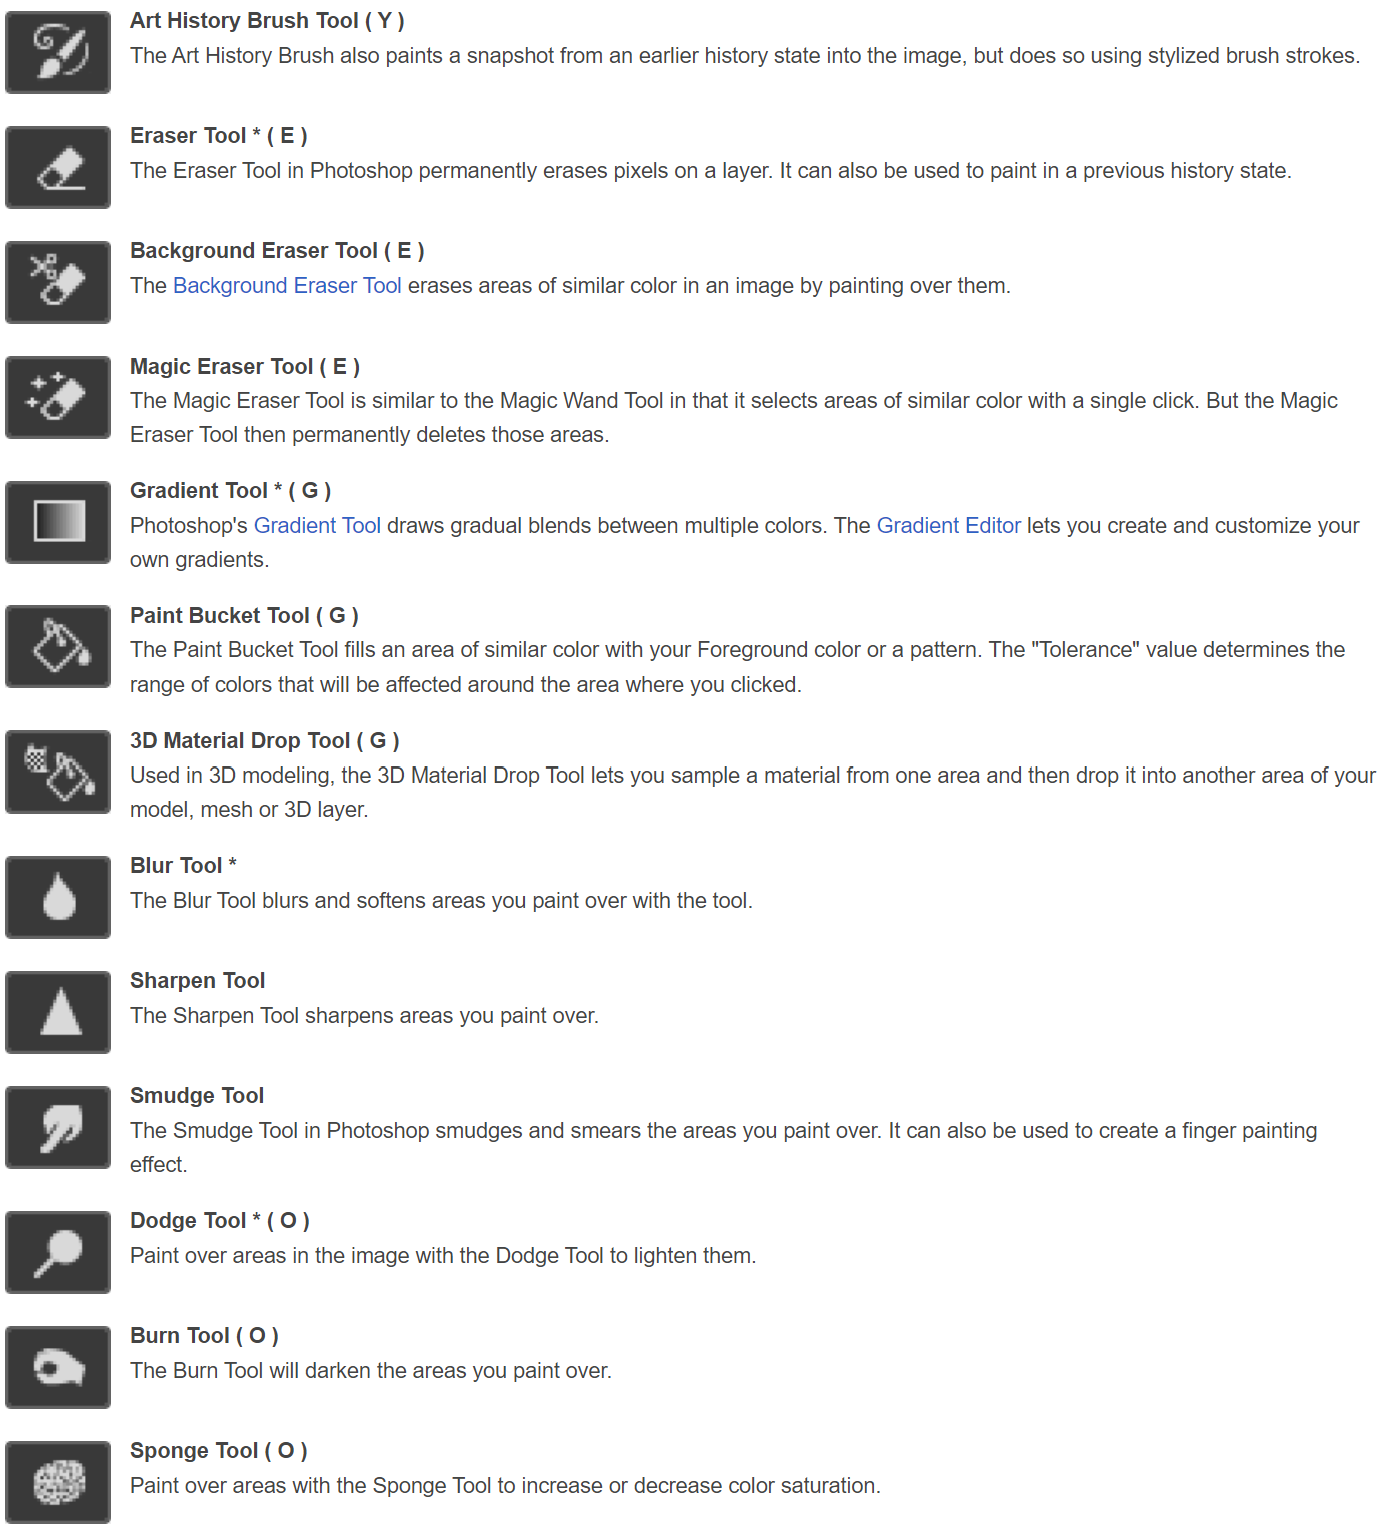 Art History Brush Tool ( Y )
The Art History Brush also paints a snapshot from an earlier history state into the image, but does so using stylized brush strokes.
Eraser Tool * ( E )
The Eraser Tool in Photoshop permanently erases pixels on a layer. It can also be used to paint in a previous history state.
Background Eraser Tool ( E )
The Background Eraser Tool erases areas of similar color in an image by painting over them.
Magic Eraser Tool ( E )
The Magic Eraser Tool is similar to the Magic Wand Tool in that it selects areas of similar color with a single click. But the Magic
Eraser Tool then permanently deletes those areas.
Gradient Tool * ( G )
Photoshop's Gradient Tool draws gradual blends between multiple colors. The Gradient Editor lets you create and customize your
own gradients.
Paint Bucket Tool ( G )
The Paint Bucket Tool fills an area of similar color with your Foreground color or a pattern. The "Tolerance" value determines the
range of colors that will be affected around the area where you clicked.
3D Material Drop Tool ( G )
Used in 3D modeling, the 3D Material Drop Tool lets you sample a material from one area and then drop it into another area of your
model, mesh or 3D layer.
Blur Tool *
The Blur Tool blurs and softens areas you paint over with the tool.
Sharpen Tool
The Sharpen Tool sharpens areas you paint over.
Smudge Tool
The Smudge Tool in Photoshop smudges and smears the areas you paint over. It can also be used to create a finger painting
effect.
Dodge Tool * ( O )
Paint over areas in the image with the Dodge Tool to lighten them.
Burn Tool ( O )
The Burn Tool will darken the areas you paint over.
Sponge Tool ( O )
Paint over areas with the Sponge Tool to increase or decrease color saturation.